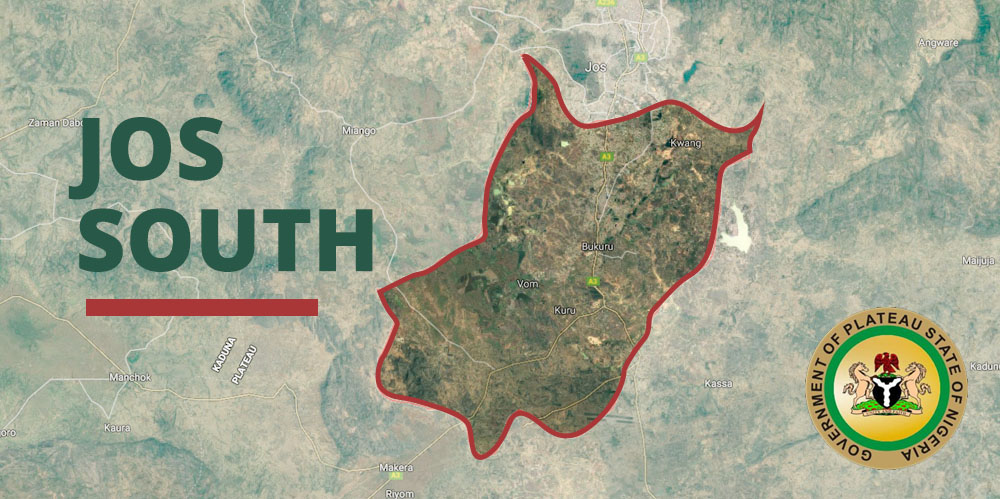 A236
Angware
Jos
A3
Zaman Dabo
Miango
Kwang
A3
JOS
SOUTH
Bukuru
Maijuja
Vom
A3
Kuru
KADUNA
PLATEAU
Manchok
Kassa
Kadun
Kaura
oro
Makera
A3
Riyom
GOVERNMENT OF PLATEAU STATE OF NIGERIA